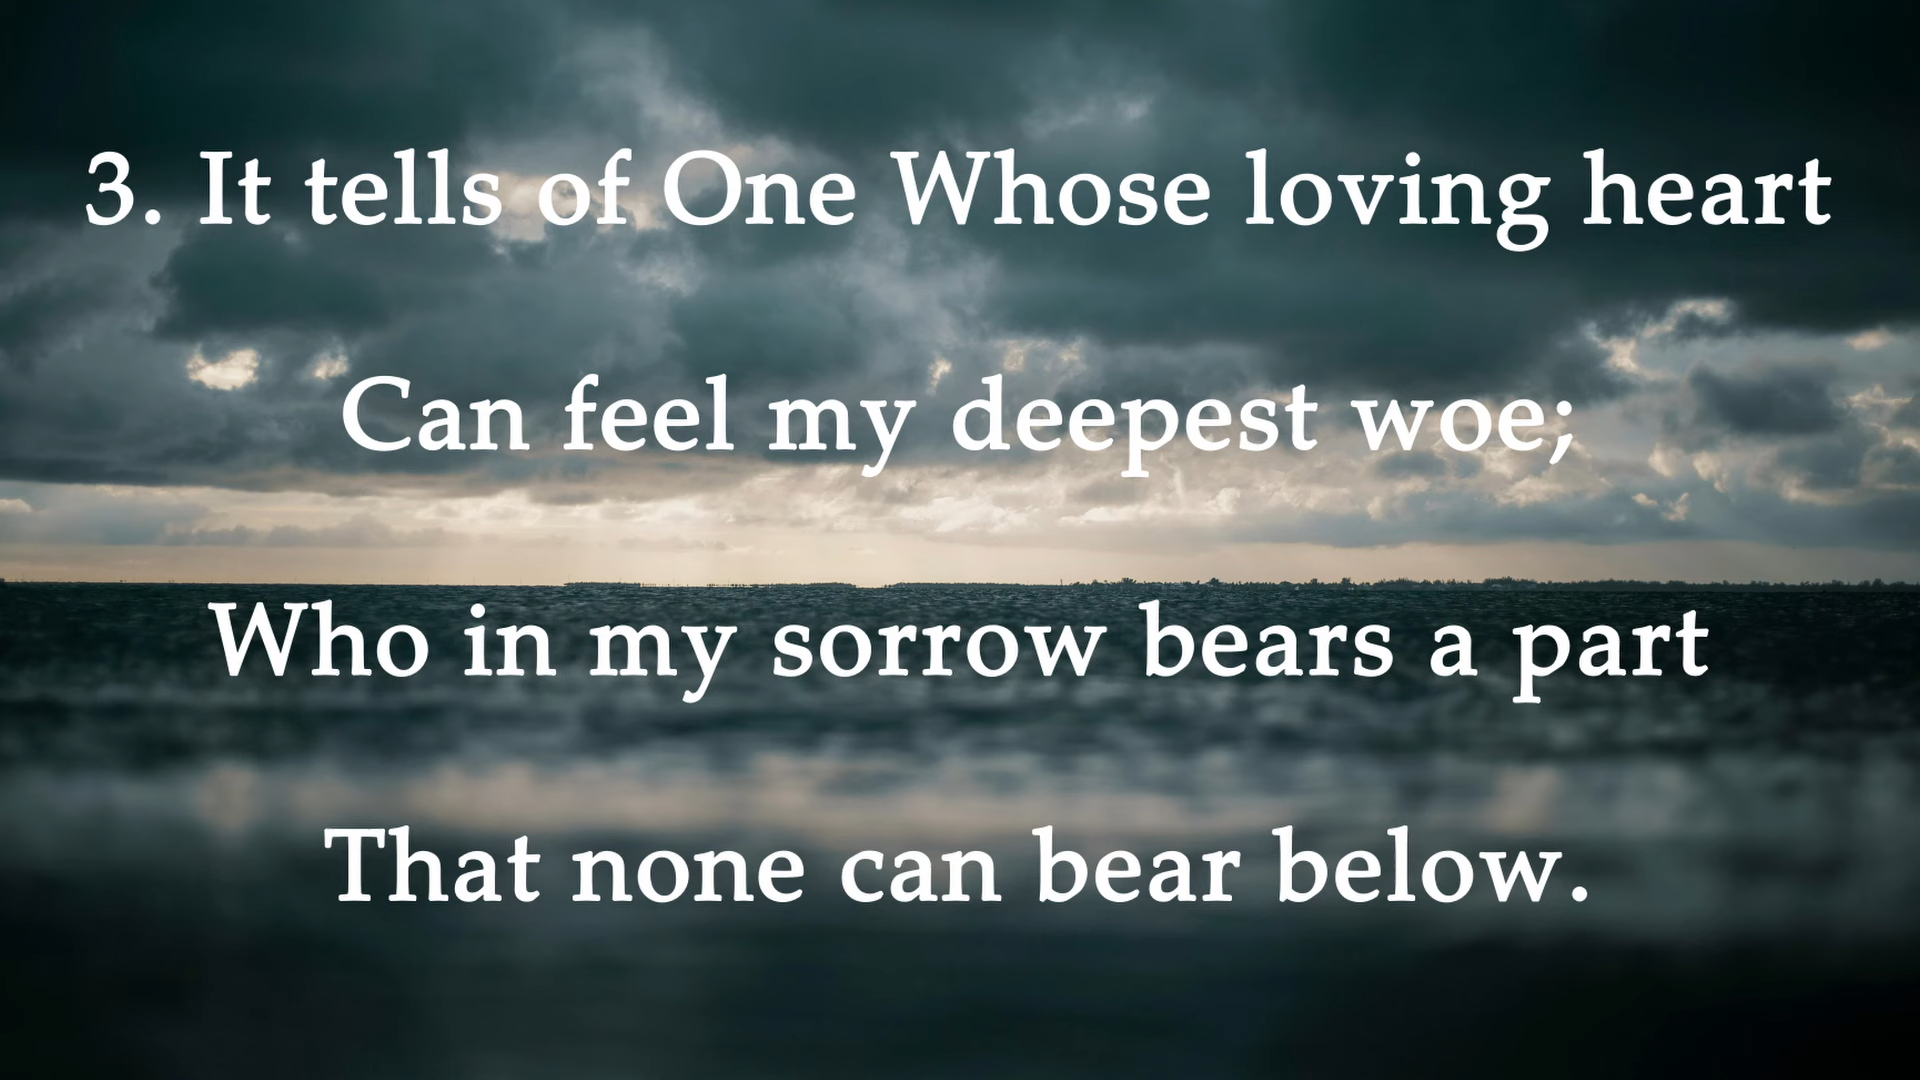 3. It tells of One Whose loving heart
Can feel my deepest woe;
Who in my sorrow bears a part
That none can bear below.